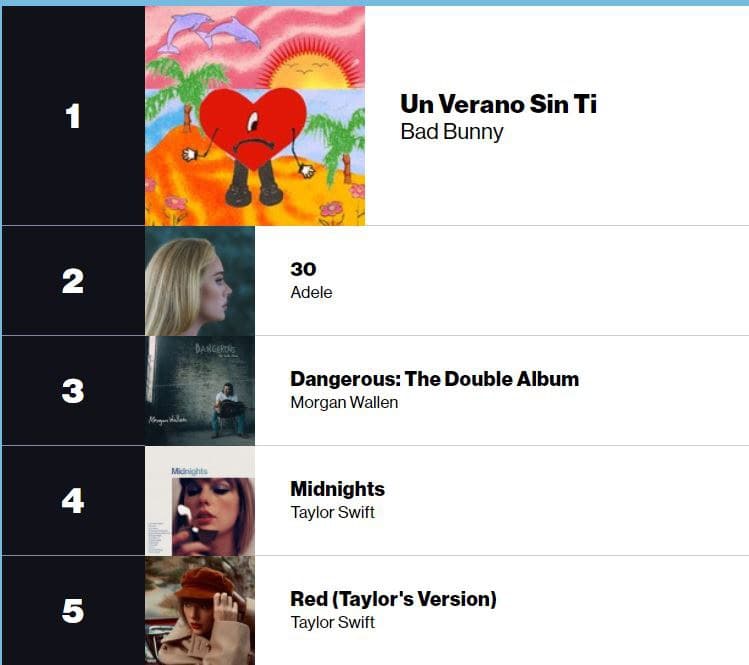 1
Un Verano Sin Ti
Bad Bunny
2
30
Adele
3
DANGEROUS
Morgan Wallen
Dangerous: The Double Album
Morgan Wallen
4
Midnights
Midnights
Taylor Swift
5
Red (Taylor's Version)
Taylor Swift